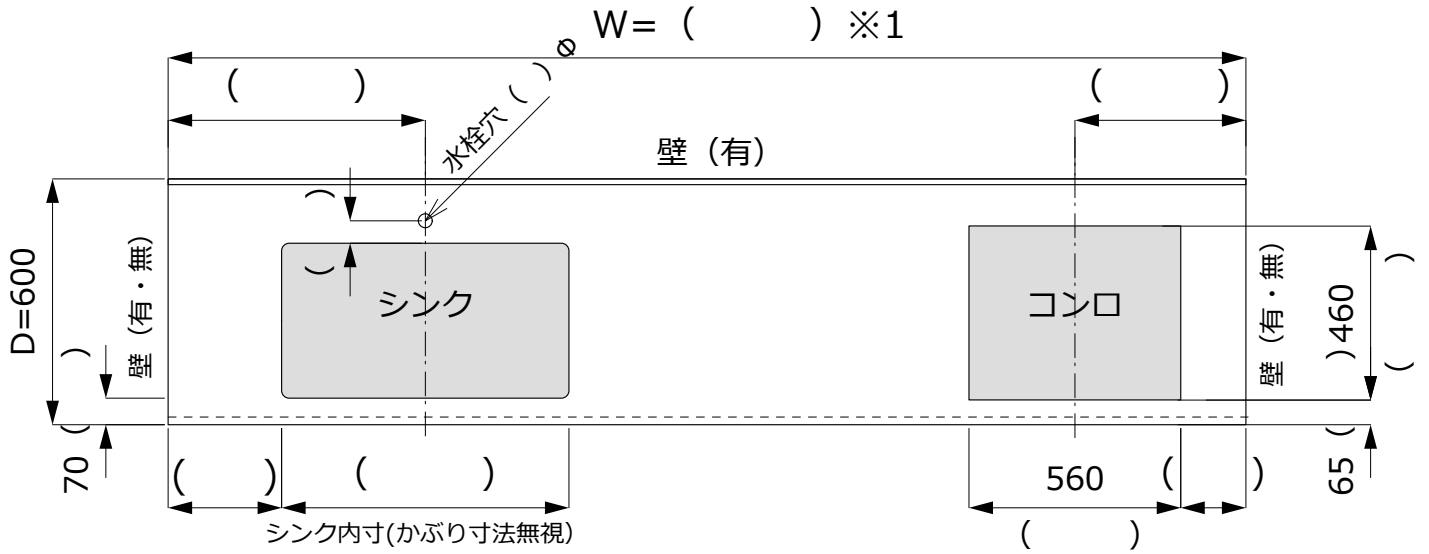 W=（　　　）※1
（　　　）
（　　　）
水栓穴（　）Φ
壁（有）
（　　　）
D=600
壁（有・無）
シンク
コンロ
壁（有・無）
460
（　　　）
（　　　）
70（　　　）
65（　　　）
（　　　）
（　　　）
560
（　　　）
シンク内寸(かぶり寸法無視）
（　　　）